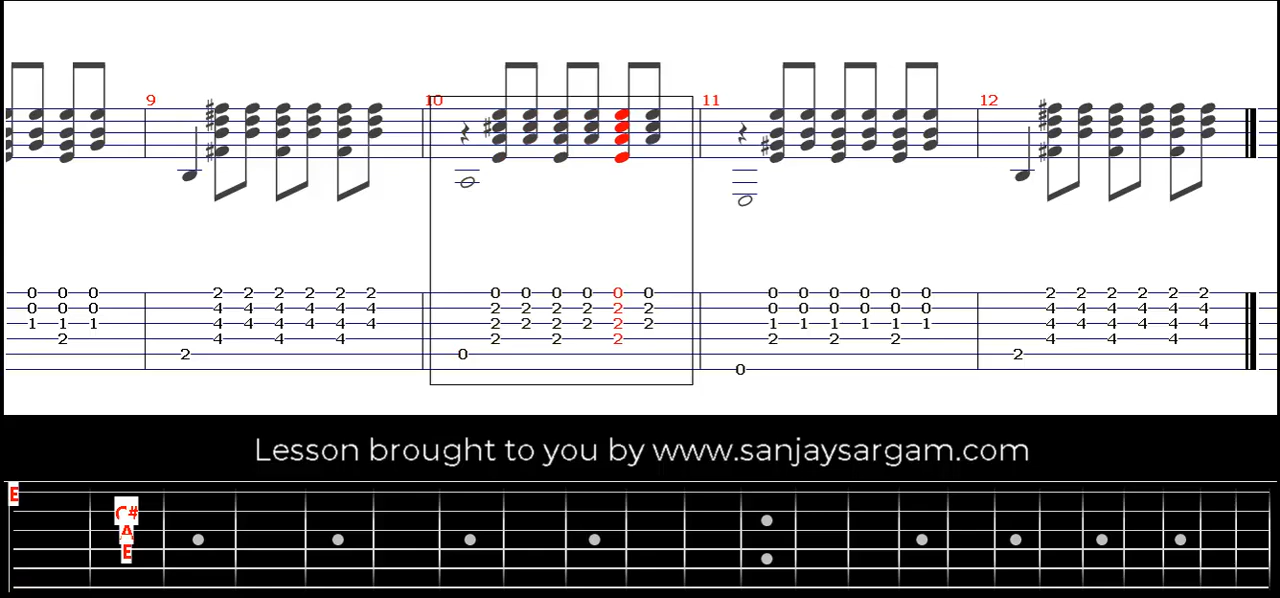 9 10 11 12
0 0 0 2 2 2 2 2 2 0 0 0 0 0 0 0 0 0 0 0 0 2 2 2 2 2 2
0 0 0 4 4 4 4 4 4 2 2 2 2 2 2 0 0 0 0 0 0 4 4 4 4 4 4
1 1 1 4 4 4 4 4 4 2 2 2 2 2 2 1 1 1 1 1 1 4 4 4 4 4 4
2 4 4 4 2 2 2 2 2 2 4 4 4
2 0 2
0
Lesson brought to you by www.sanjaysargam.com
E
C#
A
E